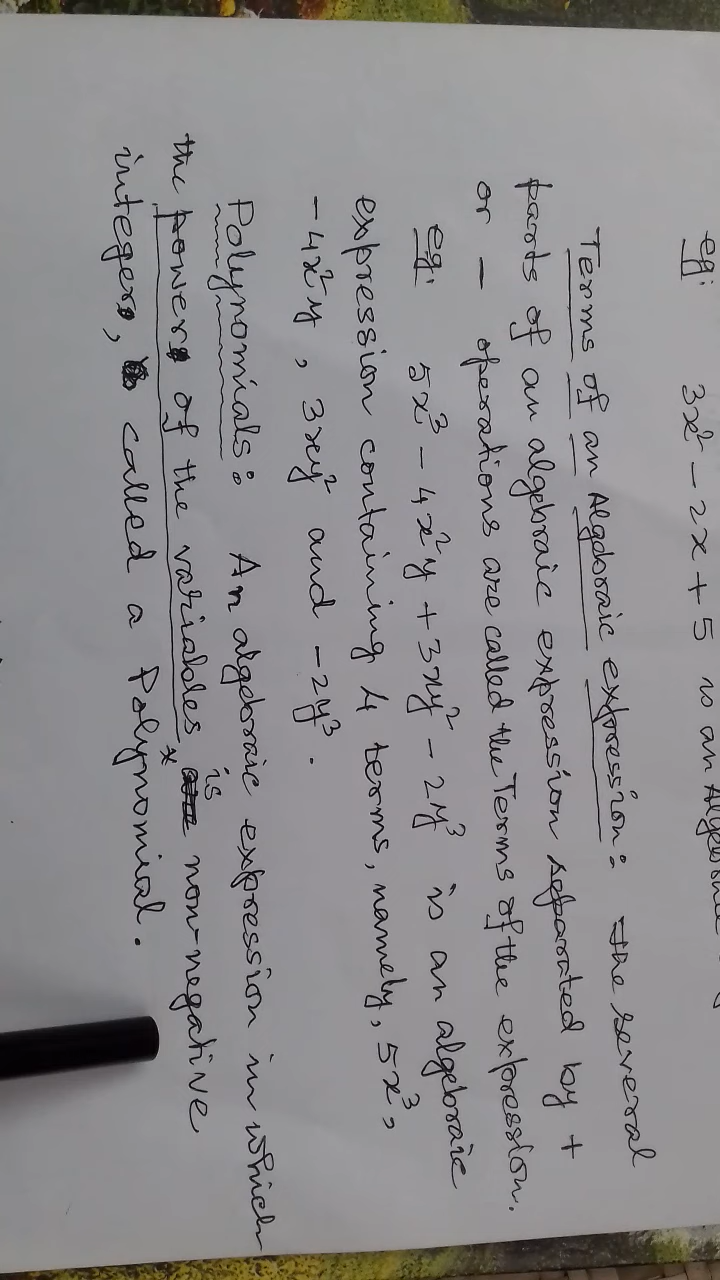 eg: 3x² - 2x + 5 is an Algebraic
Terms of an Algebraic expression: The several
parts of an algebraic expression separated by +
or - operations are called the Terms of the expression.
eg. 5x³ - 4x²y + 3xy² - 2y³ is an algebraic
expression containing 4 terms, namely, 5x³,
- 4x²y, 3xy² and - 2y³.
Polynomials: An algebraic expression in which
the power of the variables is non-negative
integer, called a Polynomial.